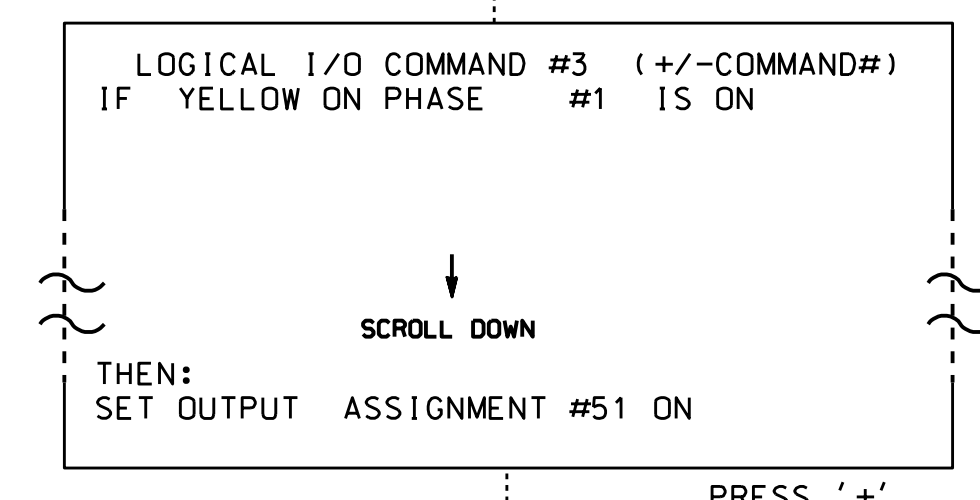 LOGICAL I/O COMMAND #3 (+/-COMMAND#)
IF YELLOW ON PHASE #1 IS ON
SCROLL DOWN
THEN:
SET OUTPUT ASSIGNMENT #51 ON
PRESS '+'